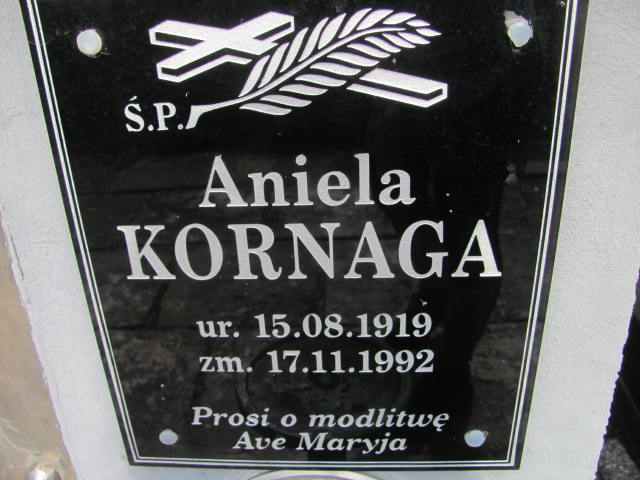 Ś.P.
Aniela
KORNAGA
ur. 15.08.1919
zm. 17.11.1992
Prosi o modlitwę
Ave Maryja